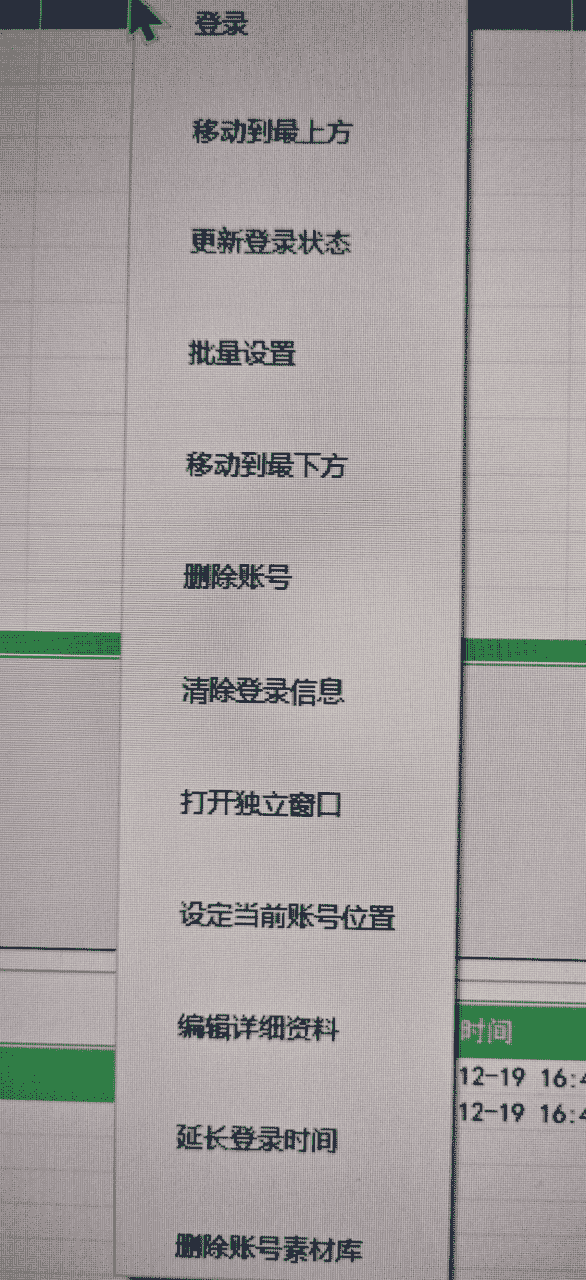 登录
移动到最上方
更新登录状态
批量设置
移动到最下方
删除账号
清除登录信息
打开独立窗口
设定当前账号位置
编辑详细资料
时间
12-19 16:4
12-19 16:4
延长登录时间
删除账号素材库